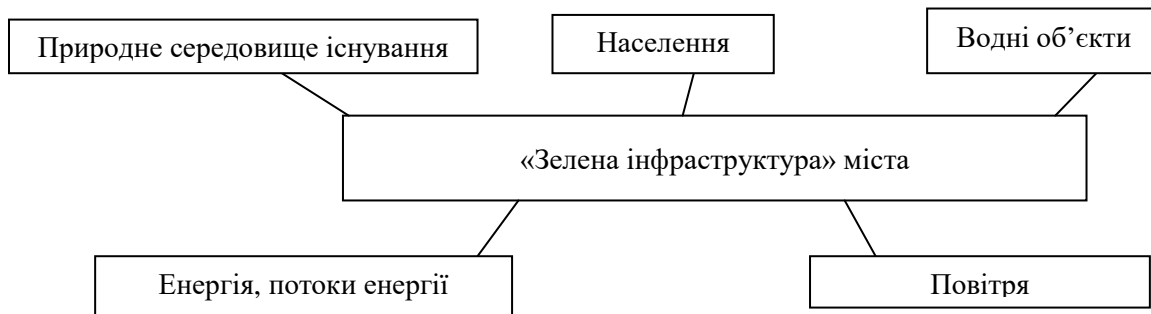 Природне середовище існування
Населення
Водні об’єкти
«Зелена інфраструктура» міста
Енергія, потоки енергії
Повітря